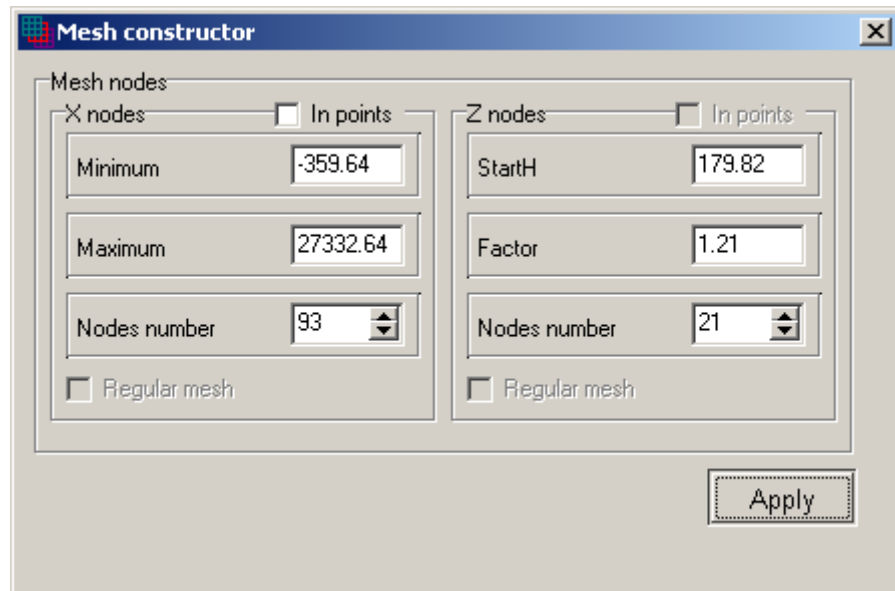 Mesh constructor
Mesh nodes
X nodes In points
Minimum -359.64
Maximum 27332.64
Nodes number 93
Regular mesh
Z nodes In points
StartH 179.82
Factor 1.21
Nodes number 21
Regular mesh
Apply